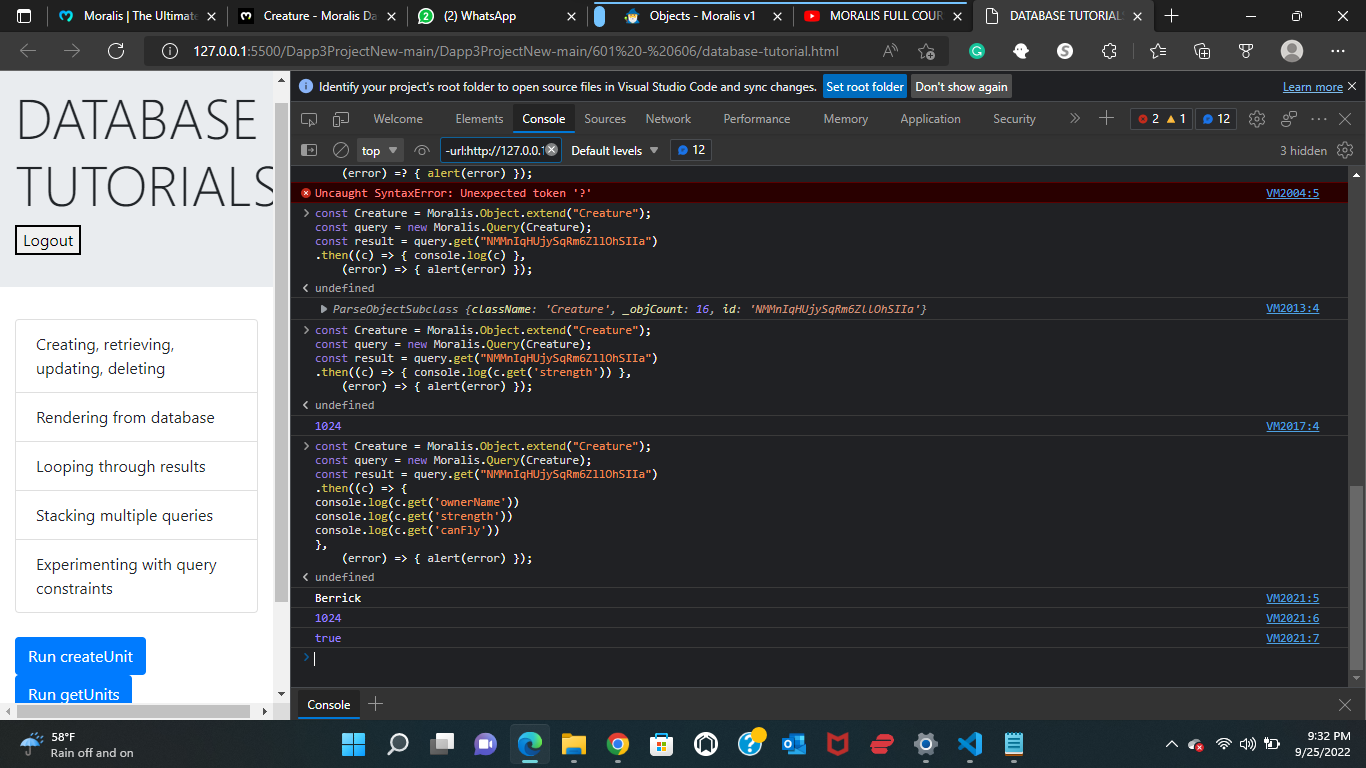 Moralis | The Ultimate
Creature - Moralis Da
(2) WhatsApp
Objects - Moralis v1
MORALIS FULL COUR
DATABASE TUTORIALS
127.0.0.1:5500/Dapp3ProjectNew-main/Dapp3ProjectNew-main/601%20-%20606/database-tutorial.html
DATABASE
TUTORIALS
Logout
Creating, retrieving,
updating, deleting
Rendering from database
Looping through results
Stacking multiple queries
Experimenting with query
constraints
Run createUnit
Run getUnits
Identify your project's root folder to open source files in Visual Studio Code and sync changes. Set root folder Don't show again Learn more
Welcome Elements Console Sources Network Performance Memory Application Security 2 1 12
top -url:http://127.0.0.1 Default levels 12 3 hidden
(error) =? { alert(error) });
Uncaught SyntaxError: Unexpected token '?' VM2004:5
const Creature = Moralis.Object.extend("Creature");
const query = new Moralis.Query(Creature);
const result = query.get("NMMnIqHUjySqRm6ZllOhSIIa")
.then((c) => { console.log(c) },
(error) => { alert(error) });
undefined
ParseObjectSubclass {className: 'Creature', _objCount: 16, id: 'NMMnIqHUjySqRm6ZllOhSIIa'} VM2013:4
const Creature = Moralis.Object.extend("Creature");
const query = new Moralis.Query(Creature);
const result = query.get("NMMnIqHUjySqRm6ZllOhSIIa")
.then((c) => { console.log(c.get('strength')) },
(error) => { alert(error) });
undefined
1024 VM2017:4
const Creature = Moralis.Object.extend("Creature");
const query = new Moralis.Query(Creature);
const result = query.get("NMMnIqHUjySqRm6ZllOhSIIa")
.then((c) => {
console.log(c.get('ownerName'))
console.log(c.get('strength'))
console.log(c.get('canFly'))
},
(error) => { alert(error) });
undefined
Berrick VM2021:5
1024 VM2021:6
true VM2021:7
Console
58°F
Rain off and on
9:32 PM
9/25/2022